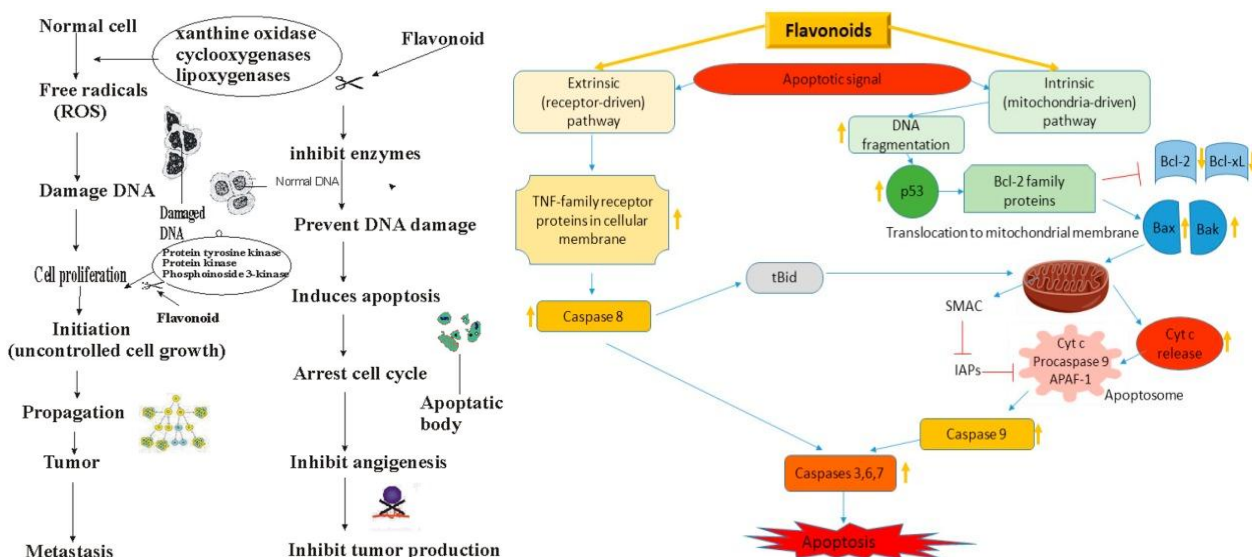 Normal cell
xanthine oxidase
cyclooxygenases
lipoxygenases
Flavonoid
Free radicals
(ROS)
inhibit enzymes
Normal DNA
Damage DNA
Damaged
DNA
Prevent DNA damage
Protein tyrosine kinase
Protein kinase
Phosphoinoside 3-kinase
Cell proliferation
Flavonoid
Induces apoptosis
Initiation
(uncontrolled cell growth)
Arrest cell cycle
Apoptatic
body
Propagation
Tumor
Inhibit angigenesis
Metastasis
Inhibit tumor production
Flavonoids
Extrinsic
(receptor-driven)
pathway
Apoptotic signal
Intrinsic
(mitochondria-driven)
pathway
DNA
fragmentation
Bcl-2
Bcl-xL
p53
Bcl-2 family
proteins
TNF-family receptor
proteins in cellular
membrane
Translocation to mitochondrial membrane
Bax
Bak
tBid
Caspase 8
SMAC
Cyt c
release
IAPs
Cyt c
Procaspase 9
APAF-1
Apoptosome
Caspase 9
Caspases 3,6,7
Apoptosis